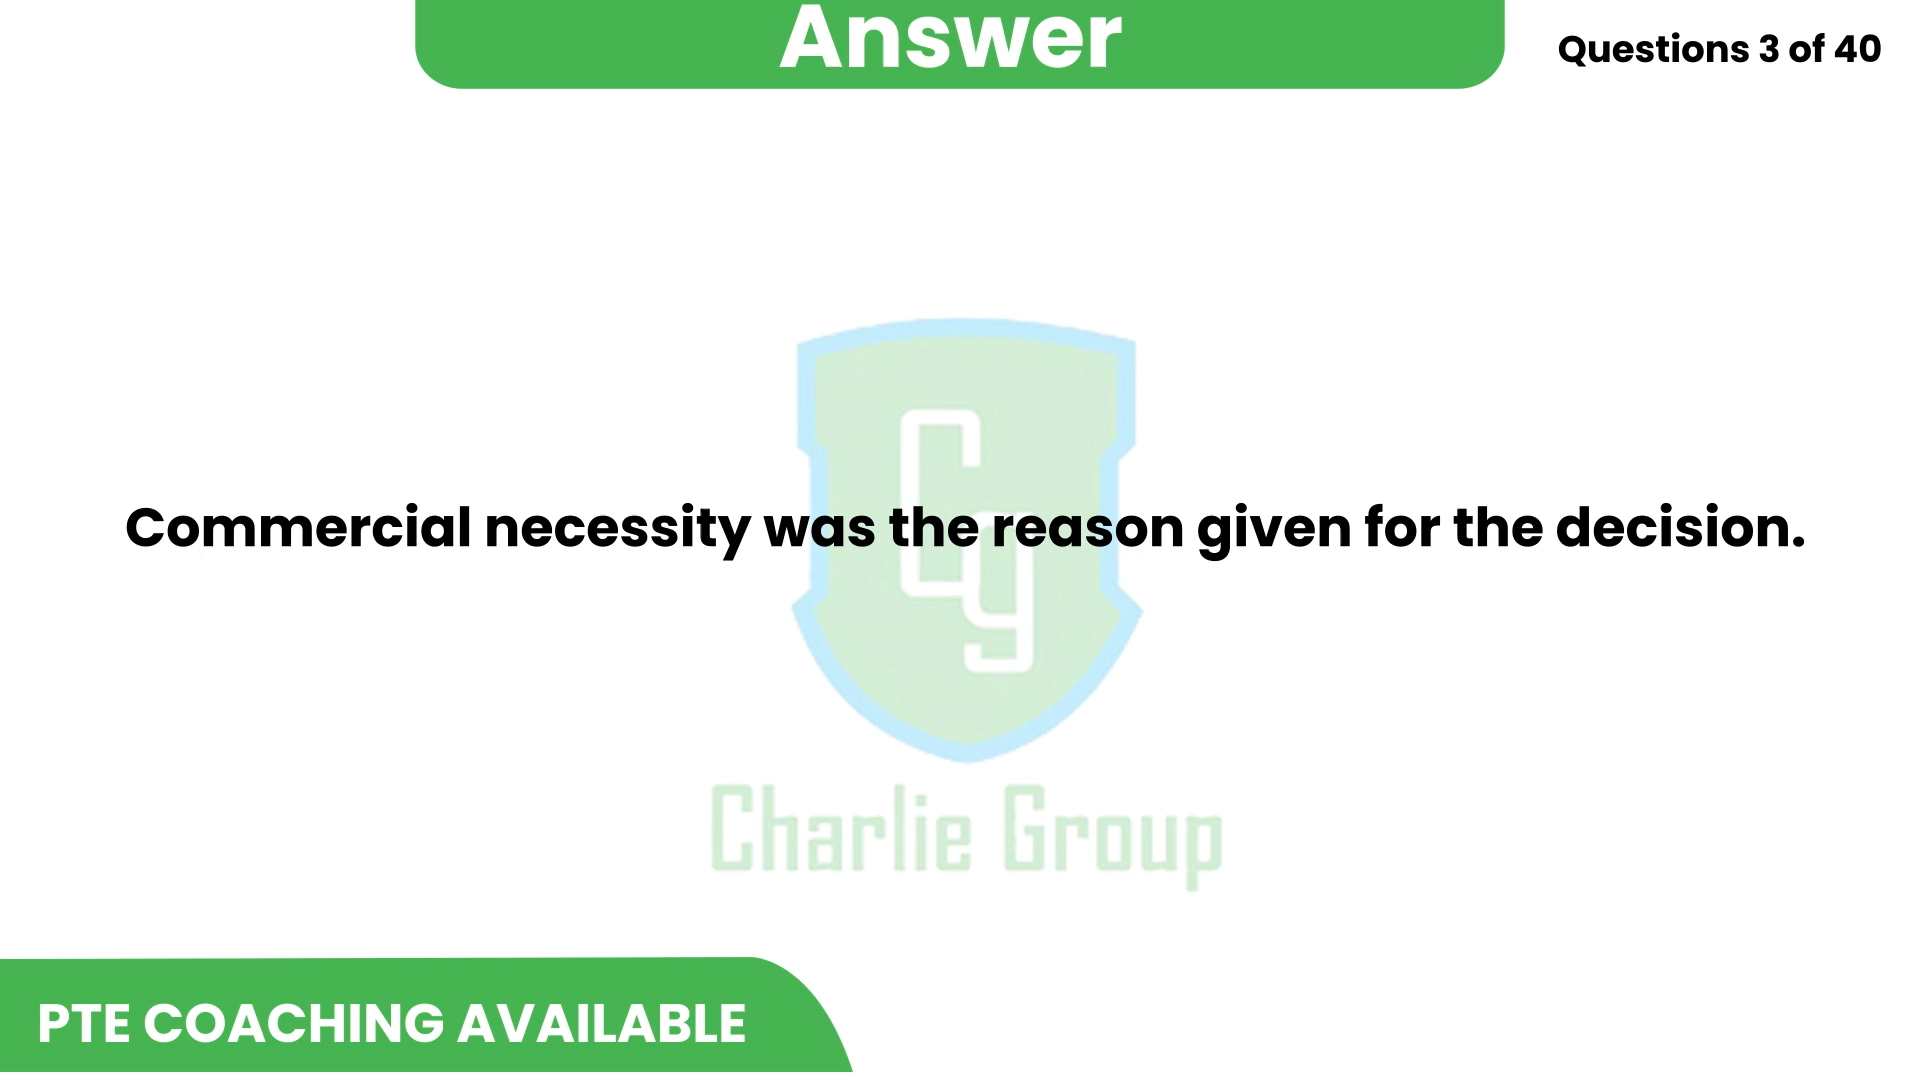 Answer
Questions 3 of 40
Commercial necessity was the reason given for the decision.
Cg
Charlie Group
PTE COACHING AVAILABLE